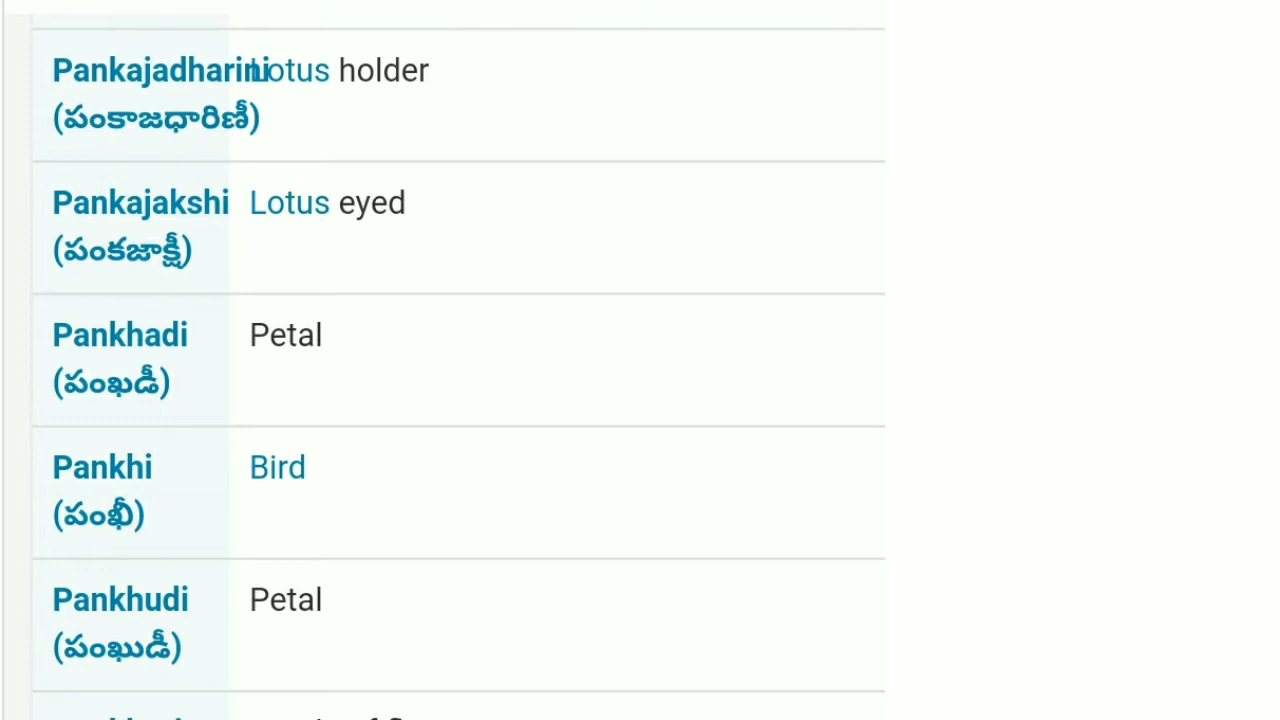 Pankajadharini Lotus holder
(పంకాజధారిణీ)
Pankajakshi Lotus eyed
(పంకజాక్షీ)
Pankhadi Petal
(పంఖడీ)
Pankhi Bird
(పంఖీ)
Pankhudi Petal
(పంఖుడీ)